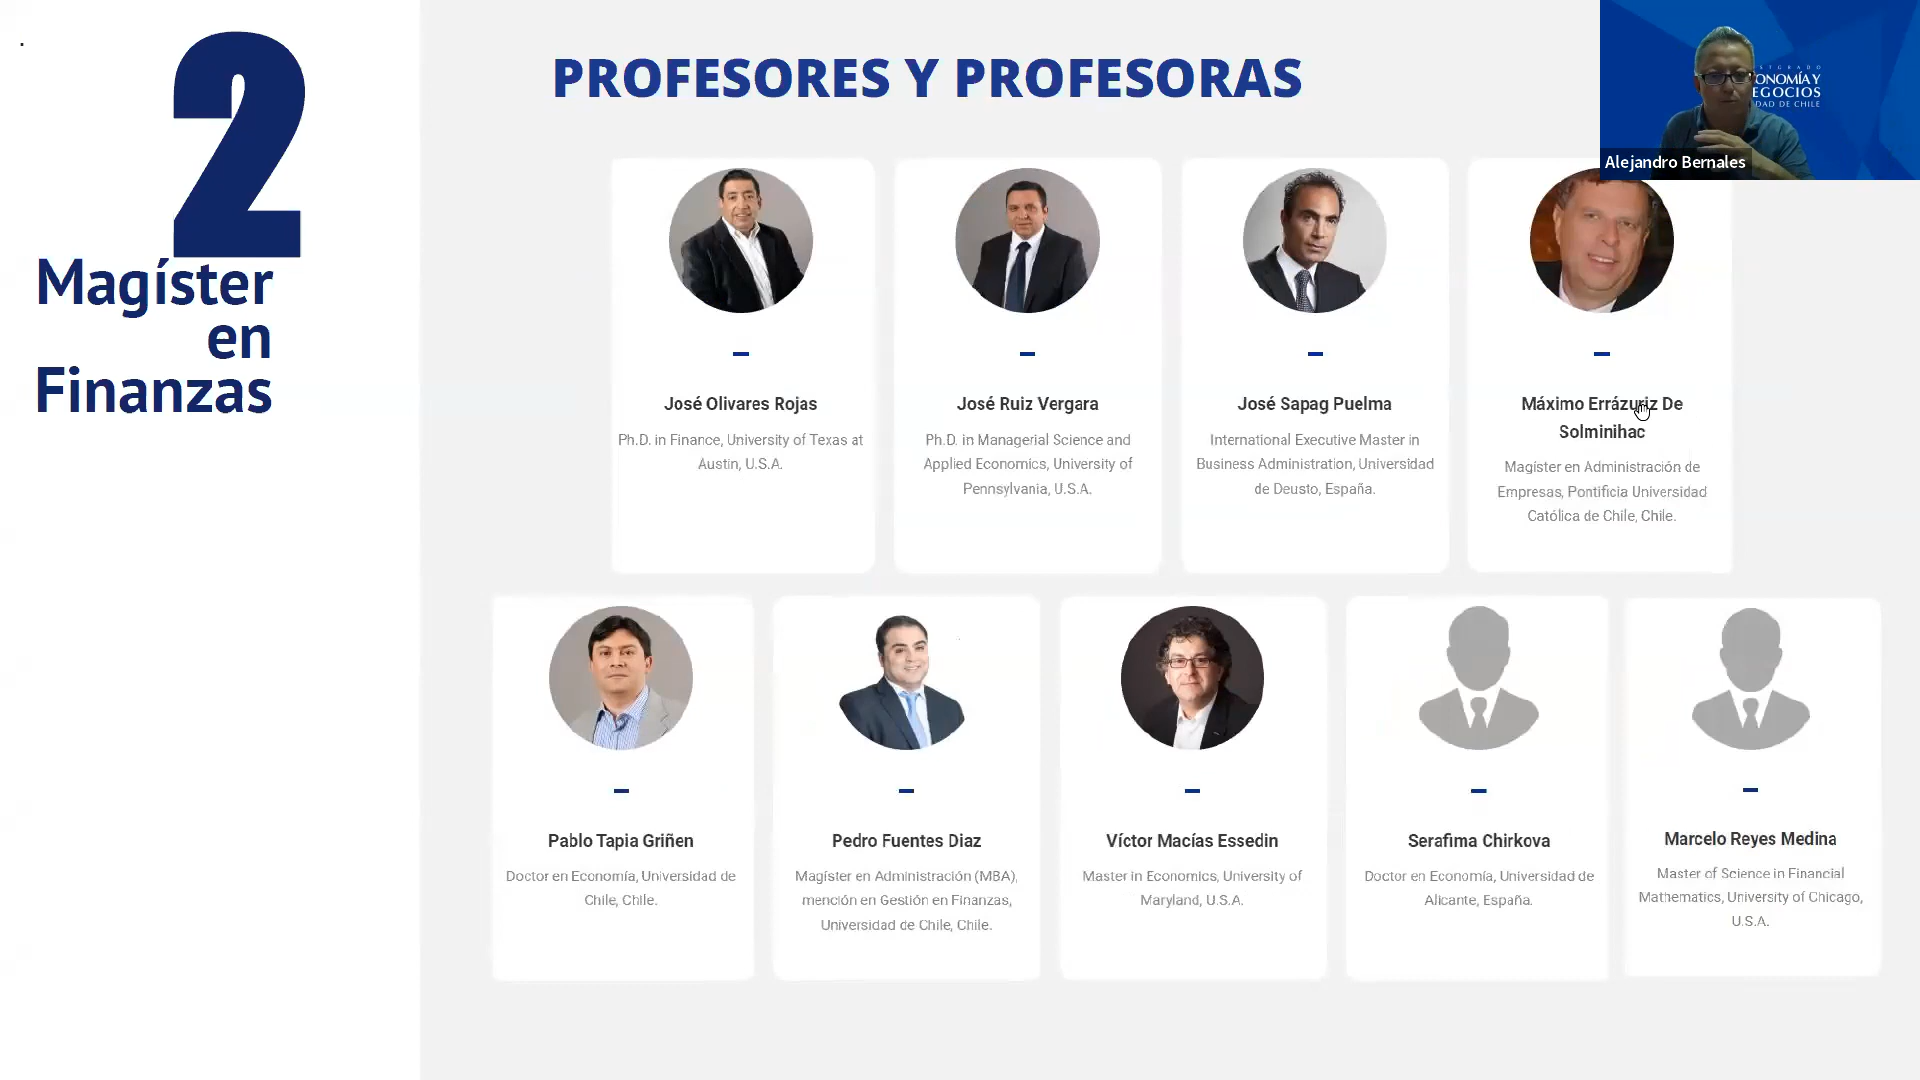 2
Magíster
en
Finanzas
PROFESORES Y PROFESORAS
ONOMÍA Y
EGOCIOS
DAD DE CHILE
Alejandro Bernales
José Olivares Rojas
Ph.D. in Finance, University of Texas at
Austin, U.S.A.
José Ruiz Vergara
Ph.D. in Managerial Science and
Applied Economics, University of
Pennsylvania, U.S.A.
José Sapag Puelma
International Executive Master in
Business Administration, Universidad
de Deusto, España.
Máximo Errázuriz De
Solminihac
Magíster en Administración de
Empresas, Pontificia Universidad
Católica de Chile, Chile.
Pablo Tapia Griñen
Doctor en Economía, Universidad de
Chile, Chile.
Pedro Fuentes Diaz
Magíster en Administración (MBA),
mención en Gestión en Finanzas,
Universidad de Chile, Chile.
Víctor Macías Essedin
Master in Economics, University of
Maryland, U.S.A.
Serafima Chirkova
Doctor en Economía, Universidad de
Alicante, España.
Marcelo Reyes Medina
Master of Science in Financial
Mathematics, University of Chicago,
U.S.A.